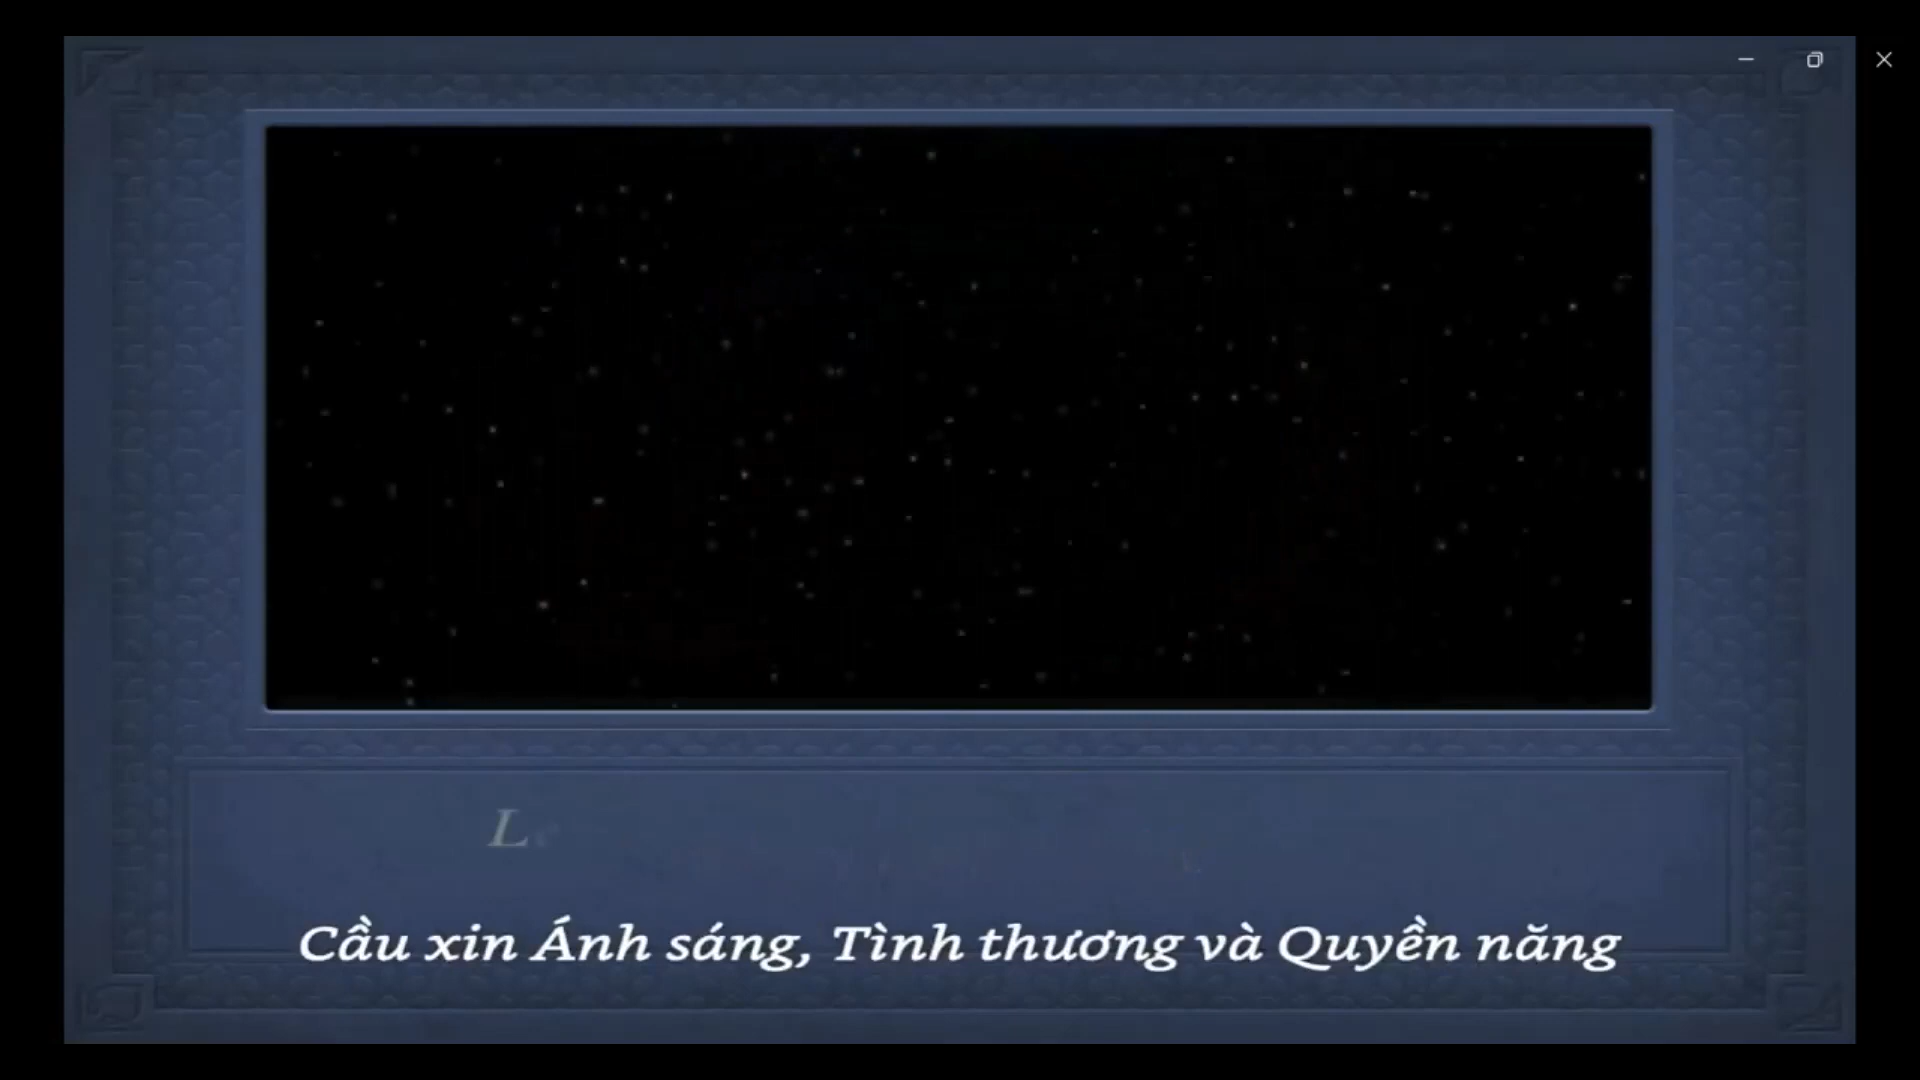 L
Cầu xin Ánh sáng, Tình thương và Quyền năng